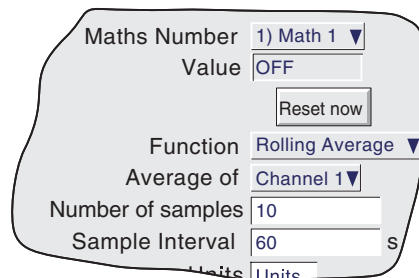 Maths Number 1) Math 1
Value OFF
Reset now
Function Rolling Average
Average of Channel 1
Number of samples 10
Sample Interval 60 s
Units Units